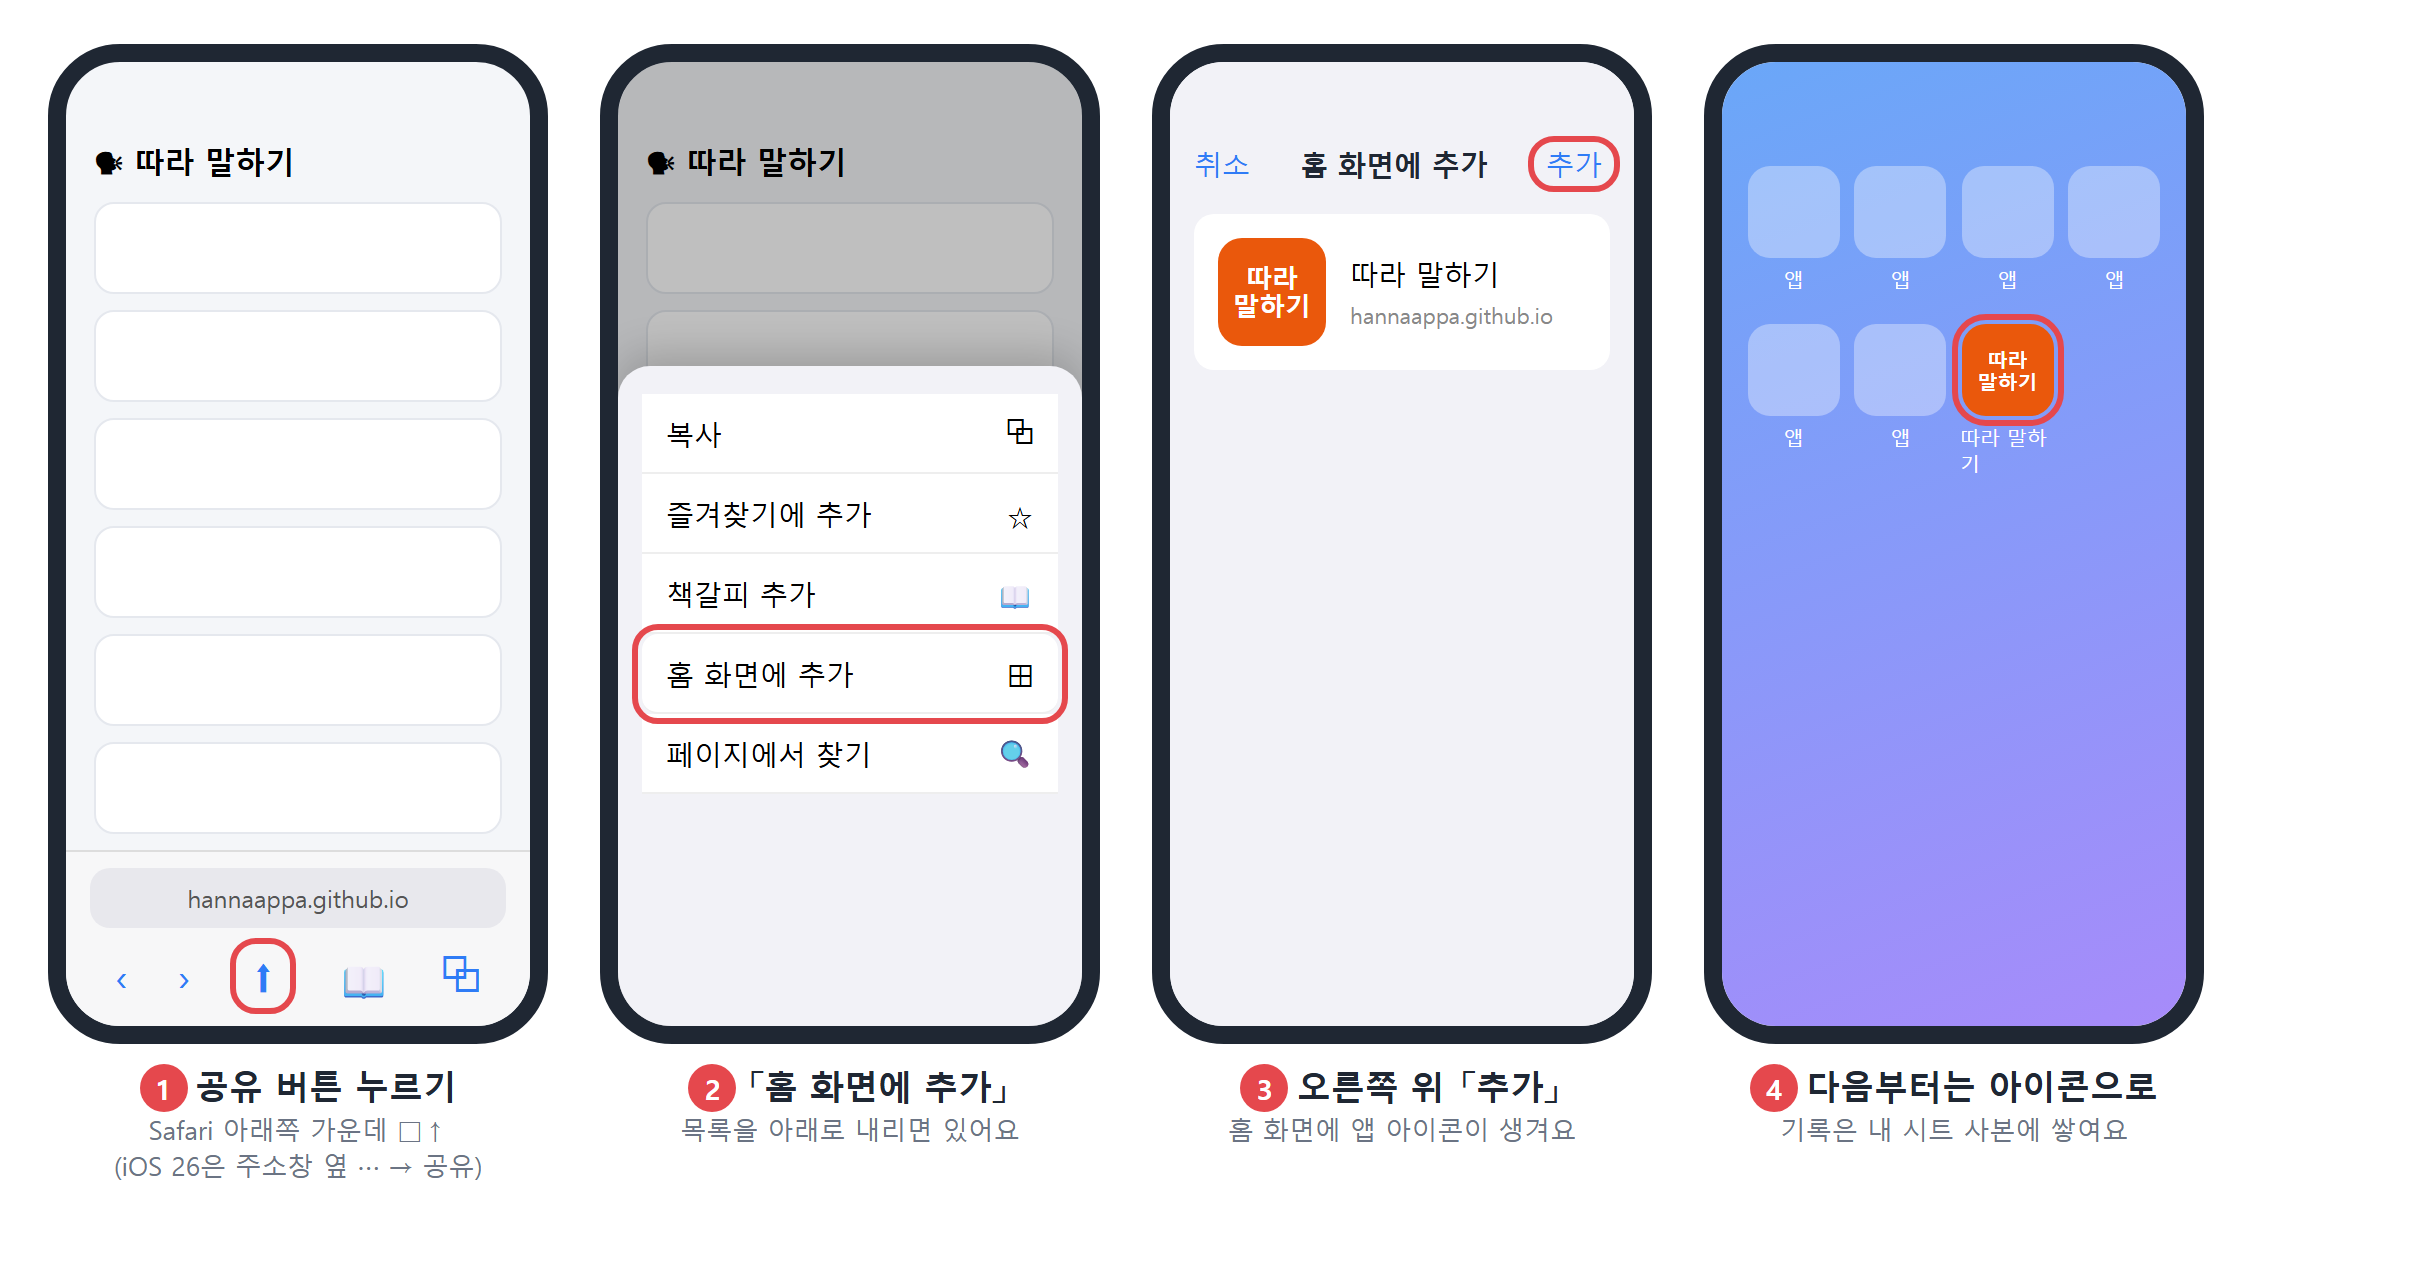 🗣 따라 말하기
hannaappa.github.io
‹ › ⬆ 📖
① 공유 버튼 누르기
Safari 아래쪽 가운데 □↑
(iOS 26은 주소창 옆 ⋯ → 공유)
🗣 따라 말하기
복사
즐겨찾기에 추가 ☆
책갈피 추가 📖
홈 화면에 추가 ⊞
페이지에서 찾기 🔍
② 「홈 화면에 추가」
목록을 아래로 내리면 있어요
취소 홈 화면에 추가 추가
따라
말하기
따라 말하기
hannaappa.github.io
③ 오른쪽 위 「추가」
홈 화면에 앱 아이콘이 생겨요
앱 앱 앱 앱
따라
말하기
앱 앱 따라 말하
기
④ 다음부터는 아이콘으로
기록은 내 시트 사본에 쌓여요